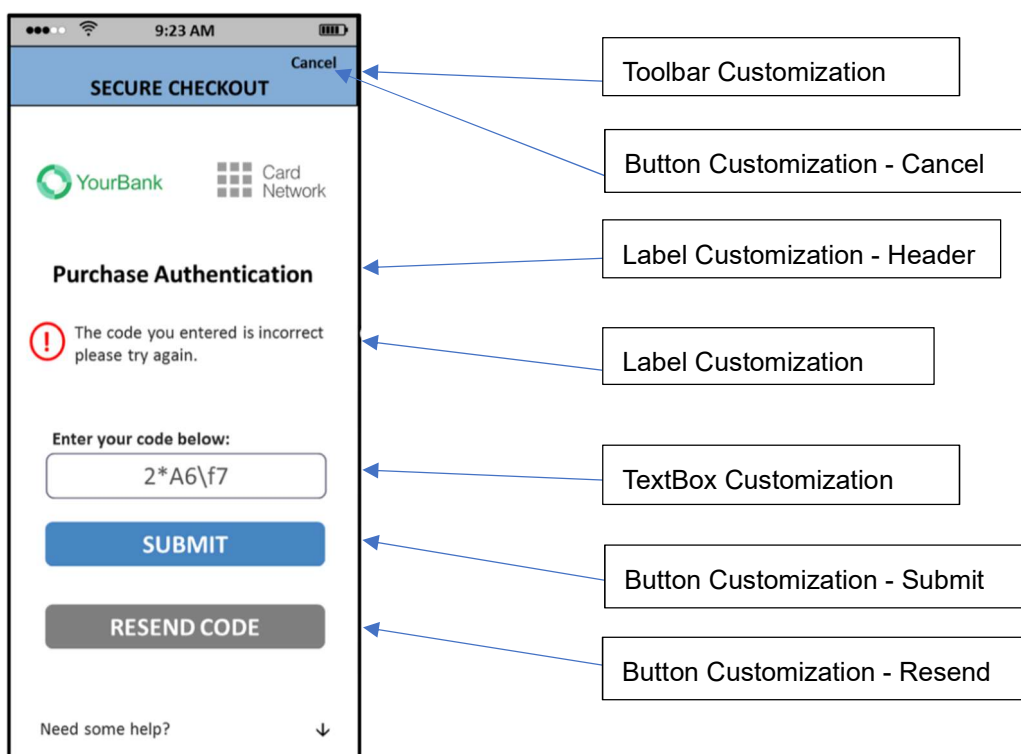 9:23 AM
Cancel
SECURE CHECKOUT
YourBank
Card
Network
Purchase Authentication
The code you entered is incorrect
please try again.
Enter your code below:
2*A6\f7
SUBMIT
RESEND CODE
Need some help?
Toolbar Customization
Button Customization - Cancel
Label Customization - Header
Label Customization
TextBox Customization
Button Customization - Submit
Button Customization - Resend